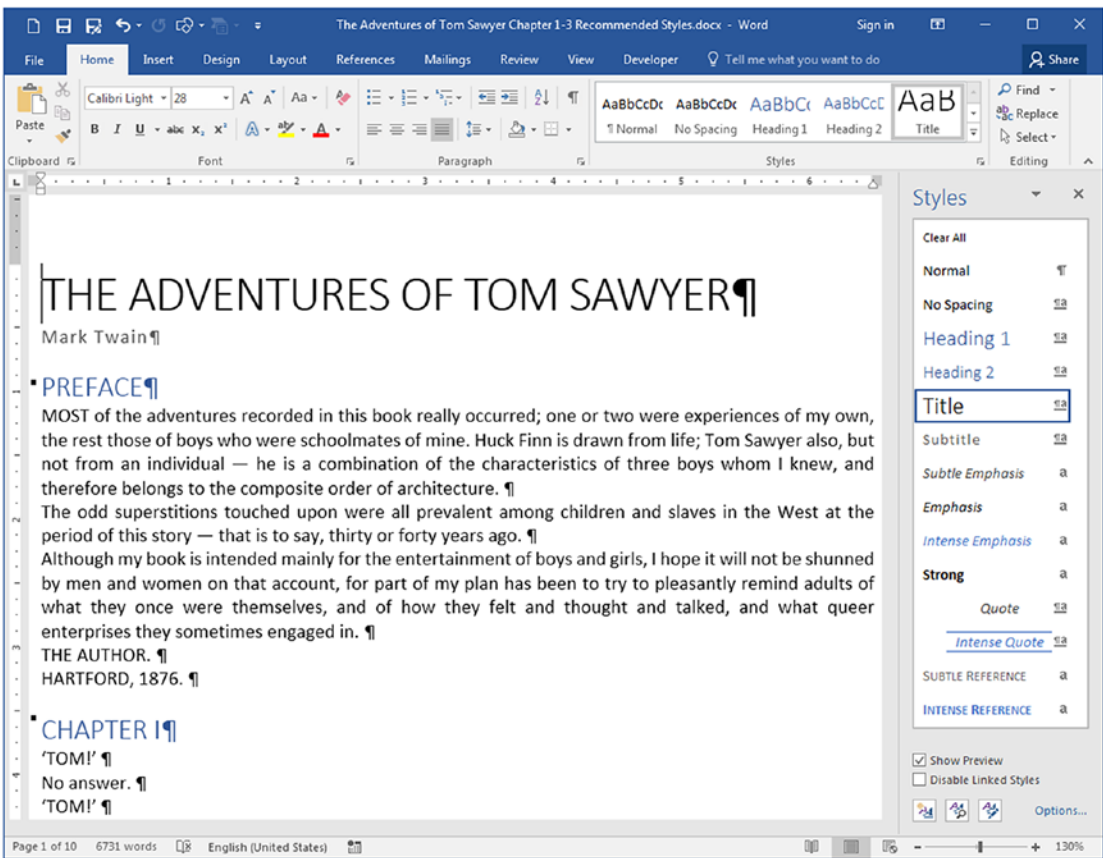 The Adventures of Tom Sawyer Chapter 1-3 Recommended Styles.docx - Word Sign in
File Home Insert Design Layout References Mailings Review View Developer Tell me what you want to do Share
Paste
Calibri Light 28 A A Aa
B I U abc X₂ X² A ab A
AaBbCcDc AaBbCcDc AaBbCc AaBbCcE AaB
¶ Normal No Spacing Heading 1 Heading 2 Title
Find
Replace
Select
Clipboard Font Paragraph Styles Editing
1 2 3 4 5 6
THE ADVENTURES OF TOM SAWYER¶
Mark Twain¶
PREFACE¶
MOST of the adventures recorded in this book really occurred; one or two were experiences of my own,
the rest those of boys who were schoolmates of mine. Huck Finn is drawn from life; Tom Sawyer also, but
not from an individual — he is a combination of the characteristics of three boys whom I knew, and
therefore belongs to the composite order of architecture. ¶
The odd superstitions touched upon were all prevalent among children and slaves in the West at the
period of this story — that is to say, thirty or forty years ago. ¶
Although my book is intended mainly for the entertainment of boys and girls, I hope it will not be shunned
by men and women on that account, for part of my plan has been to try to pleasantly remind adults of
what they once were themselves, and of how they felt and thought and talked, and what queer
enterprises they sometimes engaged in. ¶
THE AUTHOR. ¶
HARTFORD, 1876. ¶
CHAPTER I¶
‘TOM!’ ¶
No answer. ¶
‘TOM!’ ¶
Styles
Clear All
Normal ¶
No Spacing ¶a
Heading 1 ¶a
Heading 2 ¶a
Title ¶a
Subtitle ¶a
Subtle Emphasis a
Emphasis a
Intense Emphasis a
Strong a
Quote ¶a
Intense Quote ¶a
SUBTLE REFERENCE a
INTENSE REFERENCE a
Show Preview
Disable Linked Styles
Options...
Page 1 of 10 6731 words English (United States) 130%